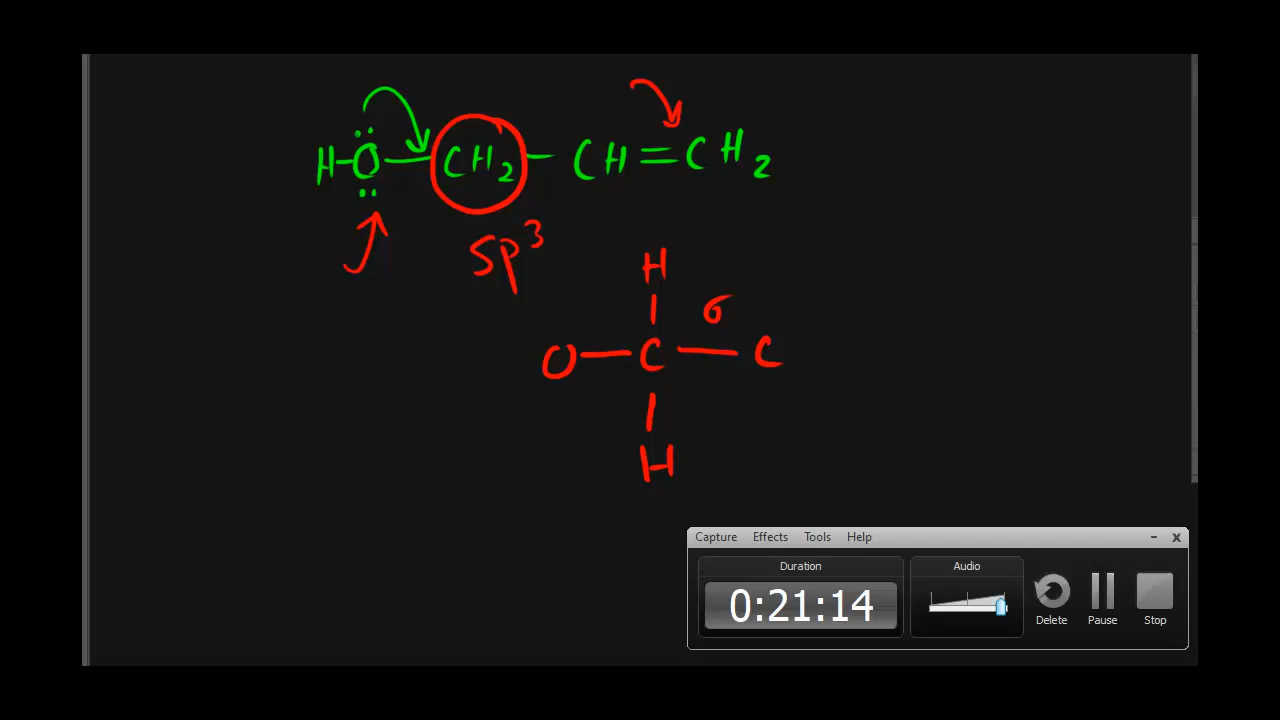 H-Ö-CH₂-CH=CH₂
sp³
H
σ
O-C-C
H
Capture Effects Tools Help
Duration Audio
0:21:14
Delete Pause Stop